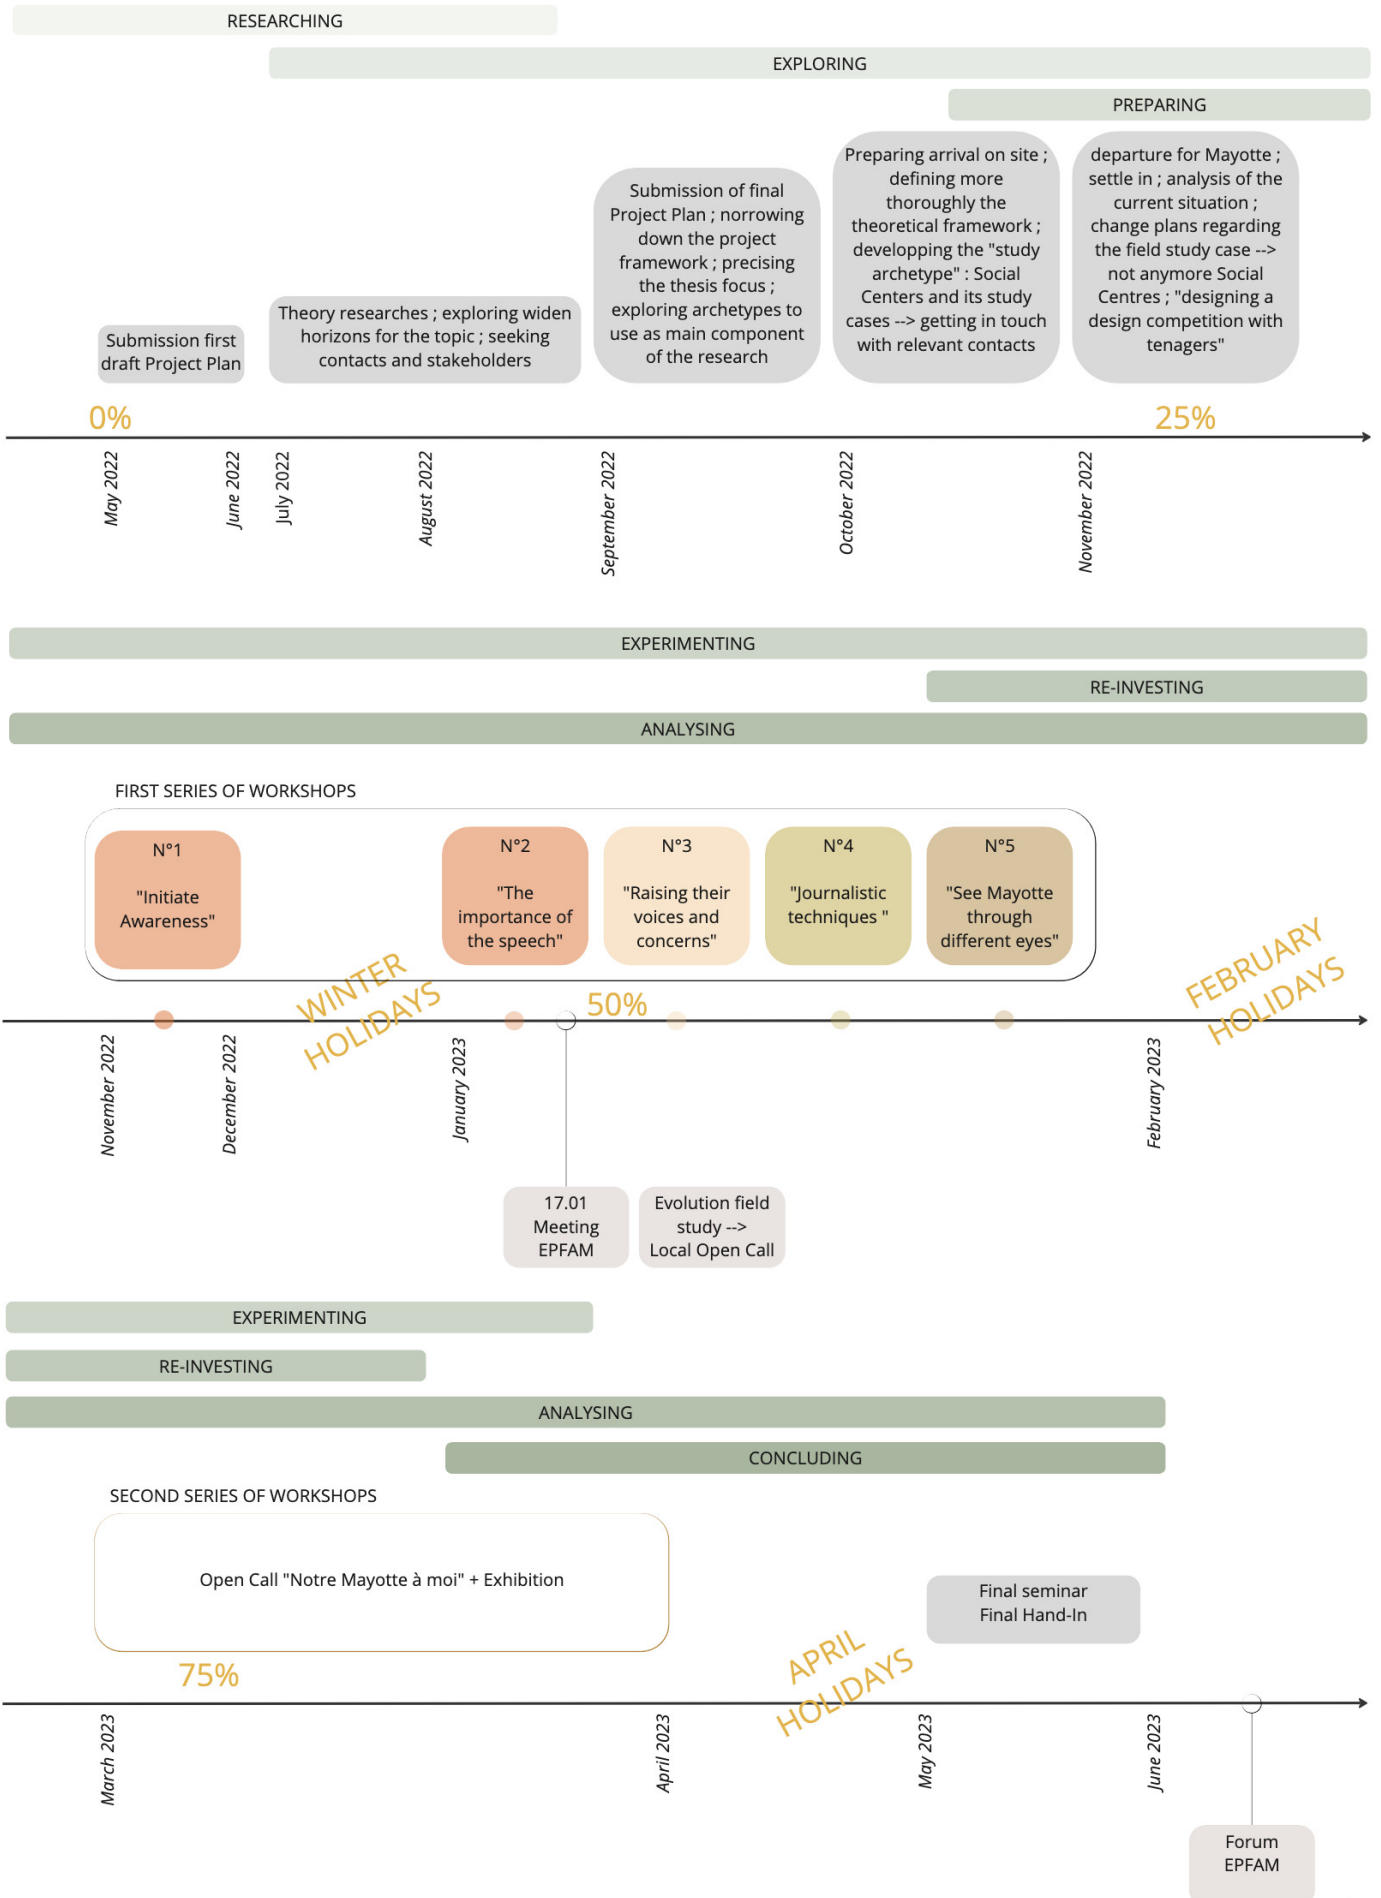 RESEARCHING
EXPLORING
PREPARING
Submission first
draft Project Plan
Theory researches ; exploring widen
horizons for the topic ; seeking
contacts and stakeholders
Submission of final
Project Plan ; norrowing
down the project
framework ; precising
the thesis focus ;
exploring archetypes to
use as main component
of the research
Preparing arrival on site ;
defining more
thoroughly the
theoretical framework ;
developping the "study
archetype" : Social
Centers and its study
cases --> getting in touch
with relevant contacts
departure for Mayotte ;
settle in ; analysis of the
current situation ;
change plans regarding
the field study case -->
not anymore Social
Centres ; "designing a
design competition with
tenagers"
0%
25%
May 2022
June 2022
July 2022
August 2022
September 2022
October 2022
November 2022
EXPERIMENTING
RE-INVESTING
ANALYSING
FIRST SERIES OF WORKSHOPS
N°1
"Initiate
Awareness"
N°2
"The
importance of
the speech"
N°3
"Raising their
voices and
concerns"
N°4
"Journalistic
techniques "
N°5
"See Mayotte
through
different eyes"
WINTER
HOLIDAYS
50%
FEBRUARY
HOLIDAYS
November 2022
December 2022
January 2023
February 2023
17.01
Meeting
EPFAM
Evolution field
study -->
Local Open Call
EXPERIMENTING
RE-INVESTING
ANALYSING
CONCLUDING
SECOND SERIES OF WORKSHOPS
Open Call "Notre Mayotte à moi" + Exhibition
Final seminar
Final Hand-In
75%
APRIL
HOLIDAYS
March 2023
April 2023
May 2023
June 2023
Forum
EPFAM